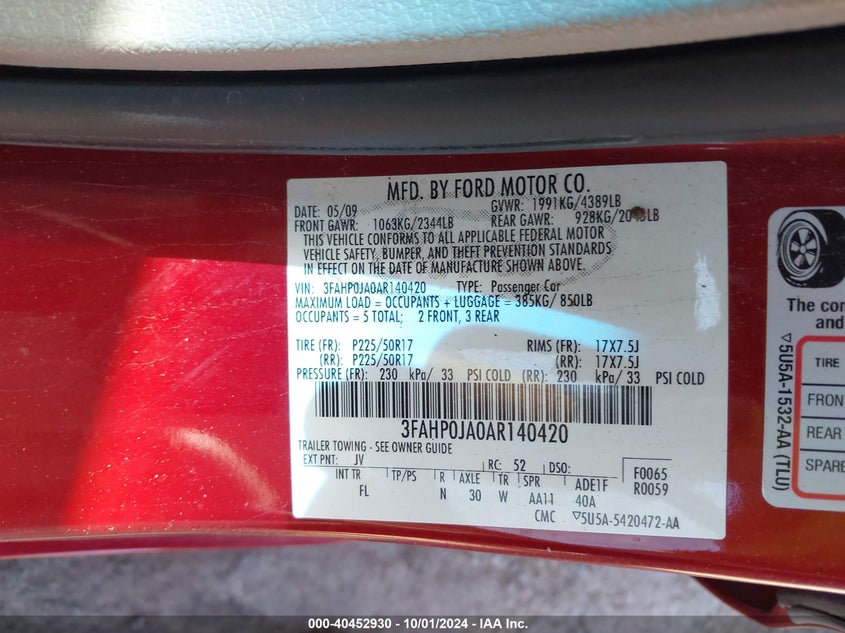 MFD. BY FORD MOTOR CO.
DATE: 05/09 GVWR: 1991KG/4389LB
FRONT GAWR: 1063KG/2344LB REAR GAWR: 928KG/2045LB
THIS VEHICLE CONFORMS TO ALL APPLICABLE FEDERAL MOTOR
VEHICLE SAFETY, BUMPER, AND THEFT PREVENTION STANDARDS
IN EFFECT ON THE DATE OF MANUFACTURE SHOWN ABOVE.
VIN: 3FAHP0JA0AR140420 TYPE: Passenger Car
MAXIMUM LOAD = OCCUPANTS + LUGGAGE = 385KG/ 850LB
OCCUPANTS = 5 TOTAL; 2 FRONT, 3 REAR
TIRE (FR): P225/50R17 RIMS (FR): 17X7.5J
(RR): P225/50R17 (RR): 17X7.5J
PRESSURE (FR): 230 kPa/ 33 PSI COLD (RR): 230 kPa/ 33 PSI COLD
3FAHP0JA0AR140420
TRAILER TOWING - SEE OWNER GUIDE
EXT PNT: JV RC: 52 DSO: F0065
INT TR TP/PS R AXLE TR SPR ADE1F R0059
FL N 30 W AA11 40A
CMC ▽5U5A-5420472-AA
The con
and
TIRE
FRON
REAR
SPARE
▽5U5A-1532-AA (TLU)
000-40452930 - 10/01/2024 - IAA Inc.